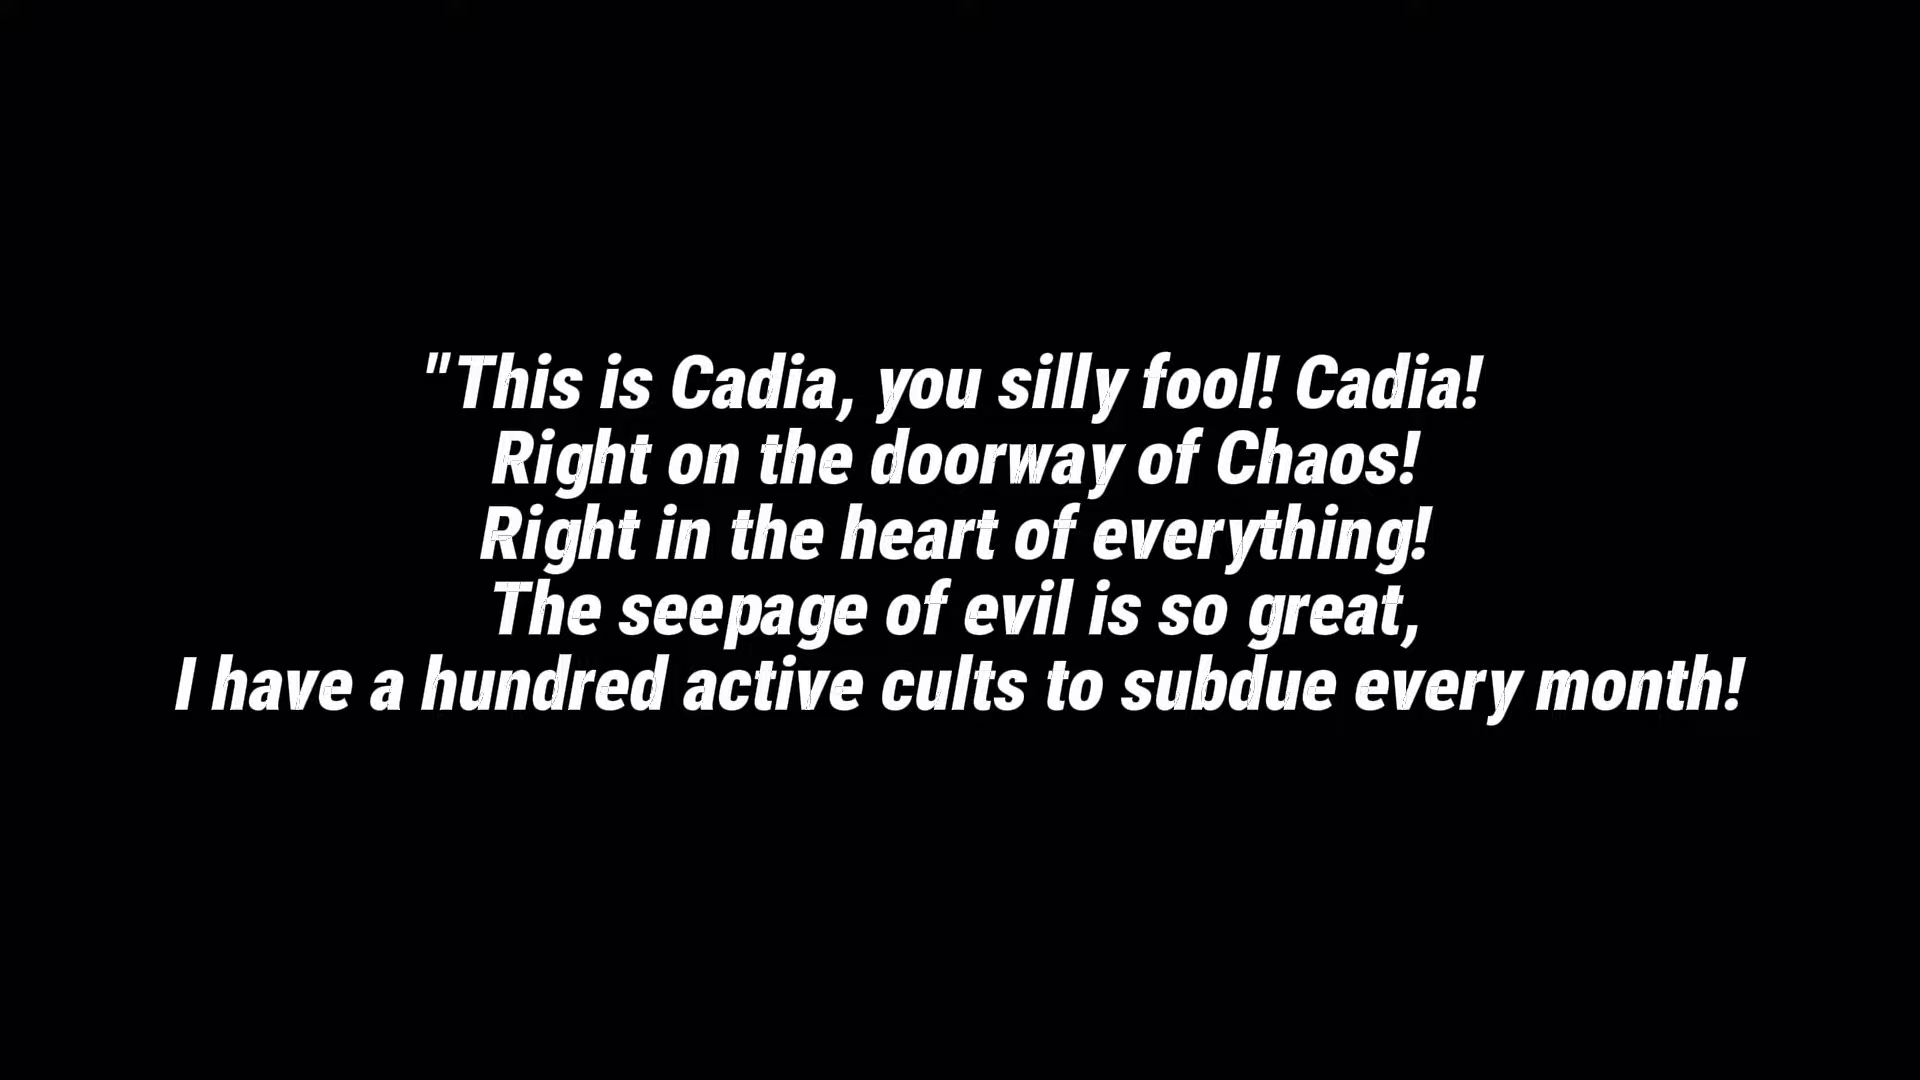 "This is Cadia, you silly fool! Cadia!
Right on the doorway of Chaos!
Right in the heart of everything!
The seepage of evil is so great,
I have a hundred active cults to subdue every month!